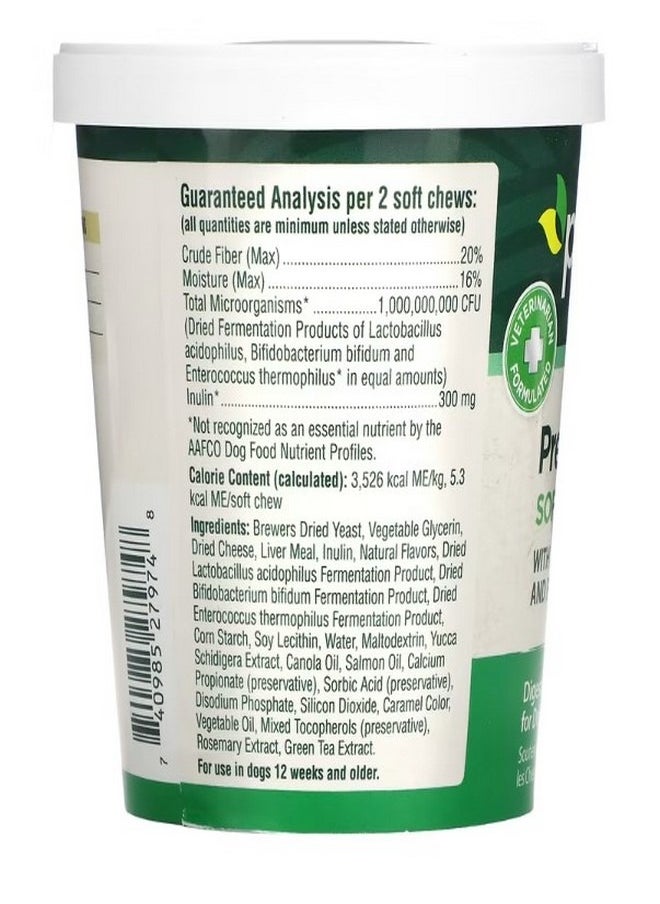 Guaranteed Analysis per 2 soft chews:
(all quantities are minimum unless stated otherwise)
Crude Fiber (Max)..............................20%
Moisture (Max)..............................16%
Total Microorganisms*..............1,000,000,000 CFU
(Dried Fermentation Products of Lactobacillus
acidophilus, Bifidobacterium bifidum and
Enterococcus thermophilus* in equal amounts)
Inulin*..............................300 mg
*Not recognized as an essential nutrient by the
AAFCO Dog Food Nutrient Profiles.
Calorie Content (calculated): 3,526 kcal ME/kg, 5.3
kcal ME/soft chew
Ingredients: Brewers Dried Yeast, Vegetable Glycerin,
Dried Cheese, Liver Meal, Inulin, Natural Flavors, Dried
Lactobacillus acidophilus Fermentation Product, Dried
Bifidobacterium bifidum Fermentation Product, Dried
Enterococcus thermophilus Fermentation Product,
Corn Starch, Soy Lecithin, Water, Maltodextrin, Yucca
Schidigera Extract, Canola Oil, Salmon Oil, Calcium
Propionate (preservative), Sorbic Acid (preservative),
Disodium Phosphate, Silicon Dioxide, Caramel Color,
Vegetable Oil, Mixed Tocopherols (preservative),
Rosemary Extract, Green Tea Extract.
For use in dogs 12 weeks and older.
7 40985 27974 8
VETERINARIAN
FORMULATED
Pre
SOF
WITH
AND
for D
les Ch